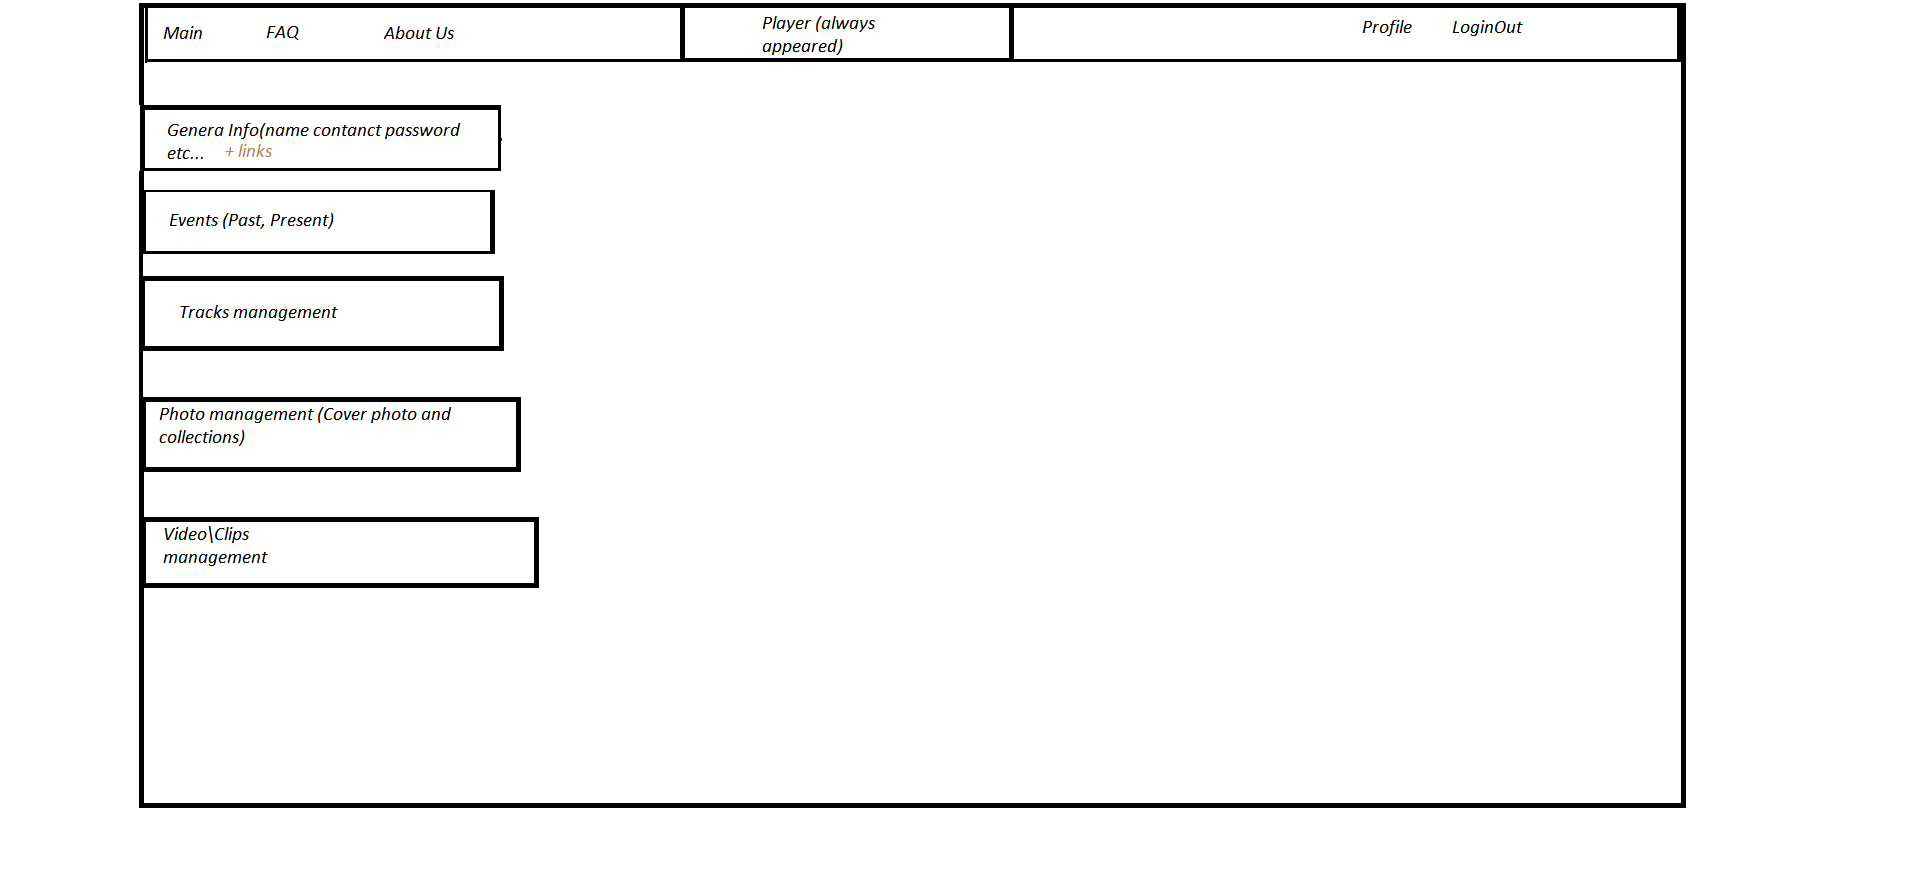 Main FAQ About Us Player (always
appeared) Profile LoginOut
Genera Info(name contanct password
etc... + links
Events (Past, Present)
Tracks management
Photo management (Cover photo and
collections)
Video\Clips
management